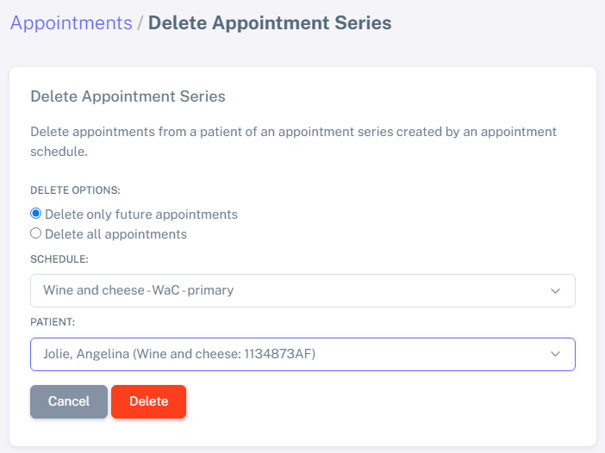 Appointments / Delete Appointment Series
Delete Appointment Series
Delete appointments from a patient of an appointment series created by an appointment
schedule.
DELETE OPTIONS:
Delete only future appointments
Delete all appointments
SCHEDULE:
Wine and cheese - WaC - primary
PATIENT:
Jolie, Angelina (Wine and cheese: 1134873AF)
Cancel Delete